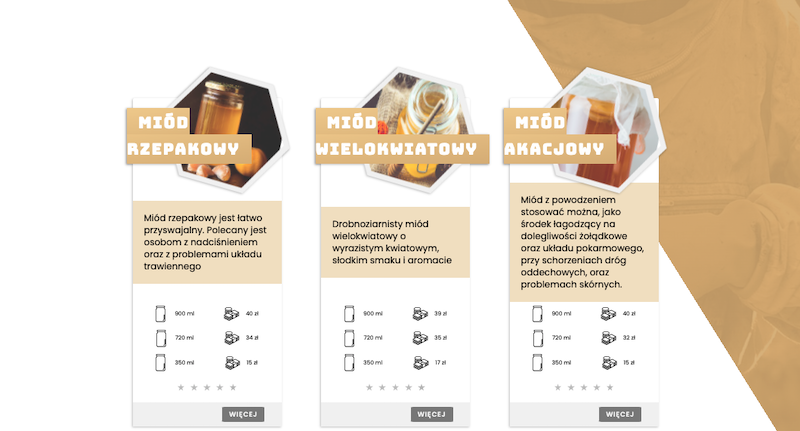 MIÓD
RZEPAKOWY
Miód rzepakowy jest łatwo
przyswajalny. Polecany jest
osobom z nadciśnieniem
oraz z problemami układu
trawiennego
900 ml 40 zł
720 ml 34 zł
350 ml 15 zł
★ ★ ★ ★ ★
WIĘCEJ
MIÓD
WIELOKWIATOWY
Drobnoziarnisty miód
wielokwiatowy o
wyrazistym kwiatowym,
słodkim smaku i aromacie
900 ml 39 zł
720 ml 35 zł
350 ml 17 zł
★ ★ ★ ★ ★
WIĘCEJ
MIÓD
AKACJOWY
Miód z powodzeniem
stosować można, jako
środek łagodzący na
dolegliwości żołądkowe
oraz układu pokarmowego,
przy schorzeniach dróg
oddechowych, oraz
problemach skórnych.
900 ml 40 zł
720 ml 32 zł
350 ml 15 zł
★ ★ ★ ★ ★
WIĘCEJ